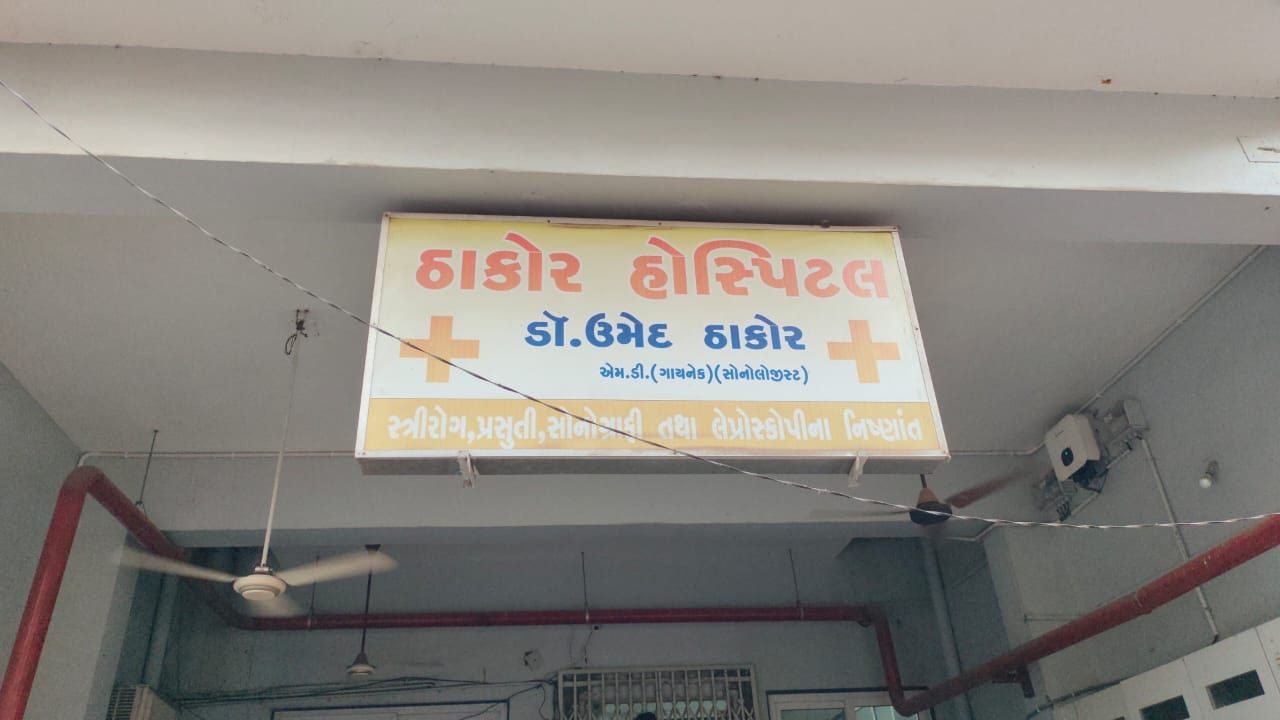 ઠાકોર હોસ્પિટલ
ડૉ.ઉમેદ ઠાકોર
એમ.ડી.(ગાયનેક)(સોનોલોજીસ્ટ)
સ્ત્રીરોગ,પ્રસુતી,સોનોગ્રાફી તથા લેપ્રોસ્કોપીના નિષ્ણાંત